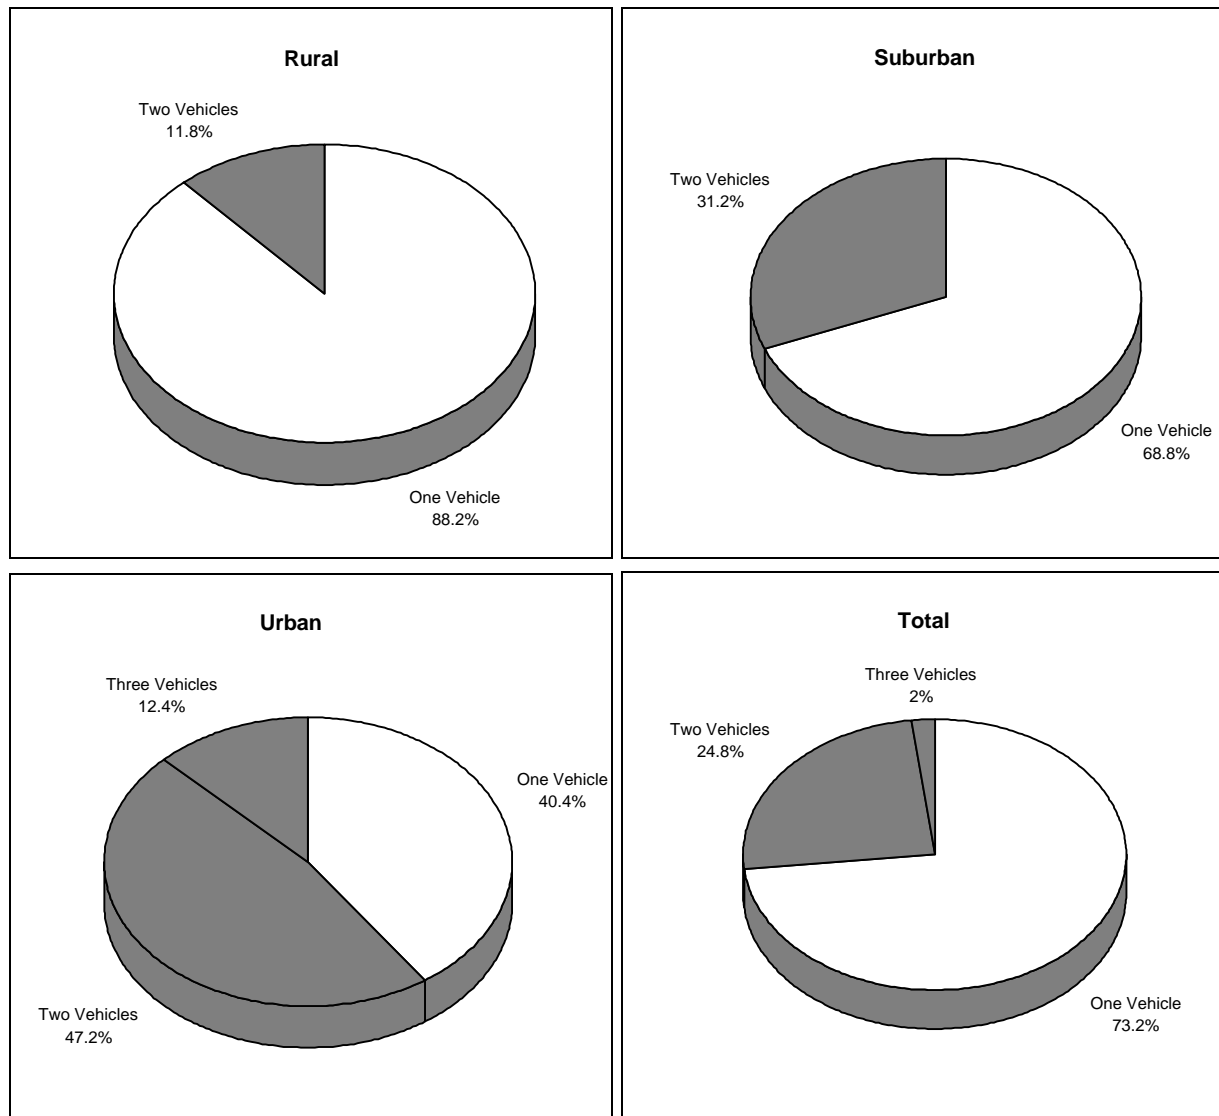 Rural
Two Vehicles
11.8%
One Vehicle
88.2%
Suburban
Two Vehicles
31.2%
One Vehicle
68.8%
Urban
Three Vehicles
12.4%
One Vehicle
40.4%
Two Vehicles
47.2%
Total
Three Vehicles
2%
Two Vehicles
24.8%
One Vehicle
73.2%